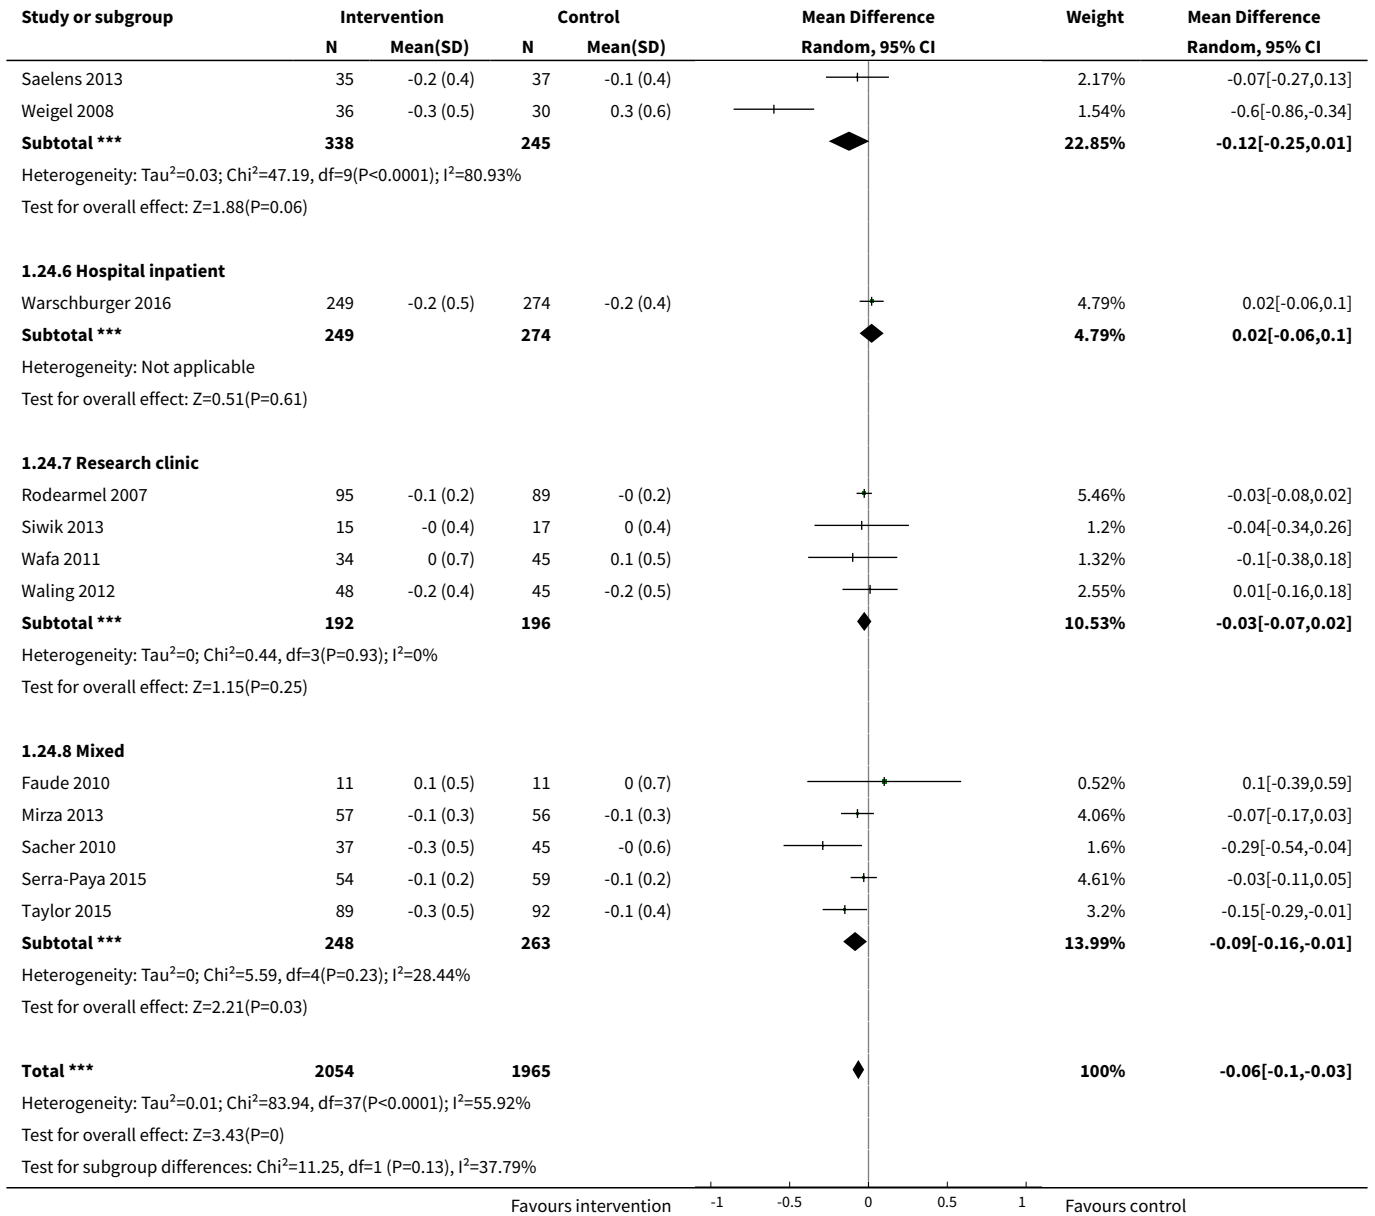 Study or subgroup Intervention Control Mean Difference Weight Mean Difference
N Mean(SD) N Mean(SD) Random, 95% CI Random, 95% CI
Saelens 2013 35 -0.2 (0.4) 37 -0.1 (0.4) 2.17% -0.07[-0.27,0.13]
Weigel 2008 36 -0.3 (0.5) 30 0.3 (0.6) 1.54% -0.6[-0.86,-0.34]
Subtotal *** 338 245 22.85% -0.12[-0.25,0.01]
Heterogeneity: Tau²=0.03; Chi²=47.19, df=9(P<0.0001); I²=80.93%
Test for overall effect: Z=1.88(P=0.06)
1.24.6 Hospital inpatient
Warschburger 2016 249 -0.2 (0.5) 274 -0.2 (0.4) 4.79% 0.02[-0.06,0.1]
Subtotal *** 249 274 4.79% 0.02[-0.06,0.1]
Heterogeneity: Not applicable
Test for overall effect: Z=0.51(P=0.61)
1.24.7 Research clinic
Rodearmel 2007 95 -0.1 (0.2) 89 -0 (0.2) 5.46% -0.03[-0.08,0.02]
Siwik 2013 15 -0 (0.4) 17 0 (0.4) 1.2% -0.04[-0.34,0.26]
Wafa 2011 34 0 (0.7) 45 0.1 (0.5) 1.32% -0.1[-0.38,0.18]
Waling 2012 48 -0.2 (0.4) 45 -0.2 (0.5) 2.55% 0.01[-0.16,0.18]
Subtotal *** 192 196 10.53% -0.03[-0.07,0.02]
Heterogeneity: Tau²=0; Chi²=0.44, df=3(P=0.93); I²=0%
Test for overall effect: Z=1.15(P=0.25)
1.24.8 Mixed
Faude 2010 11 0.1 (0.5) 11 0 (0.7) 0.52% 0.1[-0.39,0.59]
Mirza 2013 57 -0.1 (0.3) 56 -0.1 (0.3) 4.06% -0.07[-0.17,0.03]
Sacher 2010 37 -0.3 (0.5) 45 -0 (0.6) 1.6% -0.29[-0.54,-0.04]
Serra-Paya 2015 54 -0.1 (0.2) 59 -0.1 (0.2) 4.61% -0.03[-0.11,0.05]
Taylor 2015 89 -0.3 (0.5) 92 -0.1 (0.4) 3.2% -0.15[-0.29,-0.01]
Subtotal *** 248 263 13.99% -0.09[-0.16,-0.01]
Heterogeneity: Tau²=0; Chi²=5.59, df=4(P=0.23); I²=28.44%
Test for overall effect: Z=2.21(P=0.03)
Total *** 2054 1965 100% -0.06[-0.1,-0.03]
Heterogeneity: Tau²=0.01; Chi²=83.94, df=37(P<0.0001); I²=55.92%
Test for overall effect: Z=3.43(P=0)
Test for subgroup differences: Chi²=11.25, df=1 (P=0.13), I²=37.79%
Favours intervention -1 -0.5 0 0.5 1 Favours control